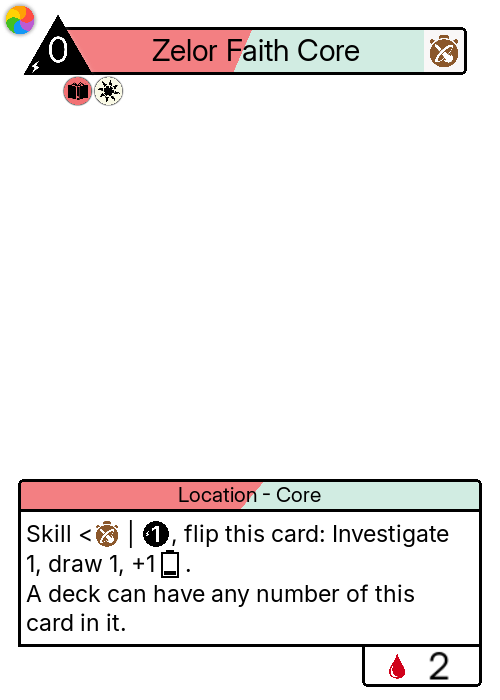 0
Zelor Faith Core
Location - Core
Skill < | 1, flip this card: Investigate
1, draw 1, +1 .
A deck can have any number of this
card in it.
2